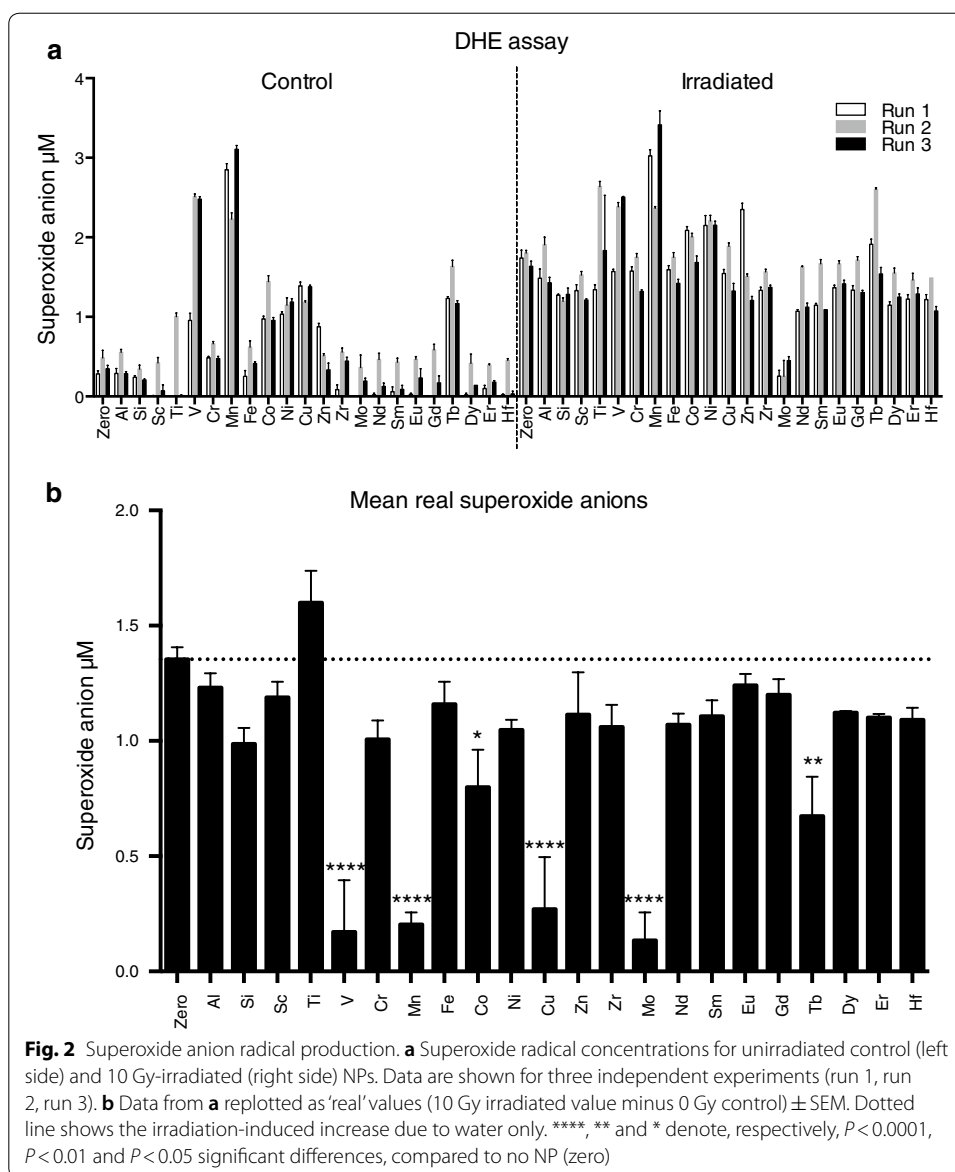 a
DHE assay
Control
Irradiated
Superoxide anion µM
4
3
2
1
0
Run 1
Run 2
Run 3
Zero Al Si Sc Ti V Cr Mn Fe Co Ni Cu Zn Zr Mo Nd Sm Eu Gd Tb Dy Er Hf Zero Al Si Sc Ti V Cr Mn Fe Co Ni Cu Zn Zr Mo Nd Sm Eu Gd Tb Dy Er Hf
b
Mean real superoxide anions
Superoxide anion µM
2.0
1.5
1.0
0.5
0.0
****
****
*
****
****
**
Zero Al Si Sc Ti V Cr Mn Fe Co Ni Cu Zn Zr Mo Nd Sm Eu Gd Tb Dy Er Hf
Fig. 2 Superoxide anion radical production. a Superoxide radical concentrations for unirradiated control (left
side) and 10 Gy-irradiated (right side) NPs. Data are shown for three independent experiments (run 1, run
2, run 3). b Data from a replotted as ‘real’ values (10 Gy irradiated value minus 0 Gy control) ± SEM. Dotted
line shows the irradiation-induced increase due to water only. ****, ** and * denote, respectively, P < 0.0001,
P < 0.01 and P < 0.05 significant differences, compared to no NP (zero)